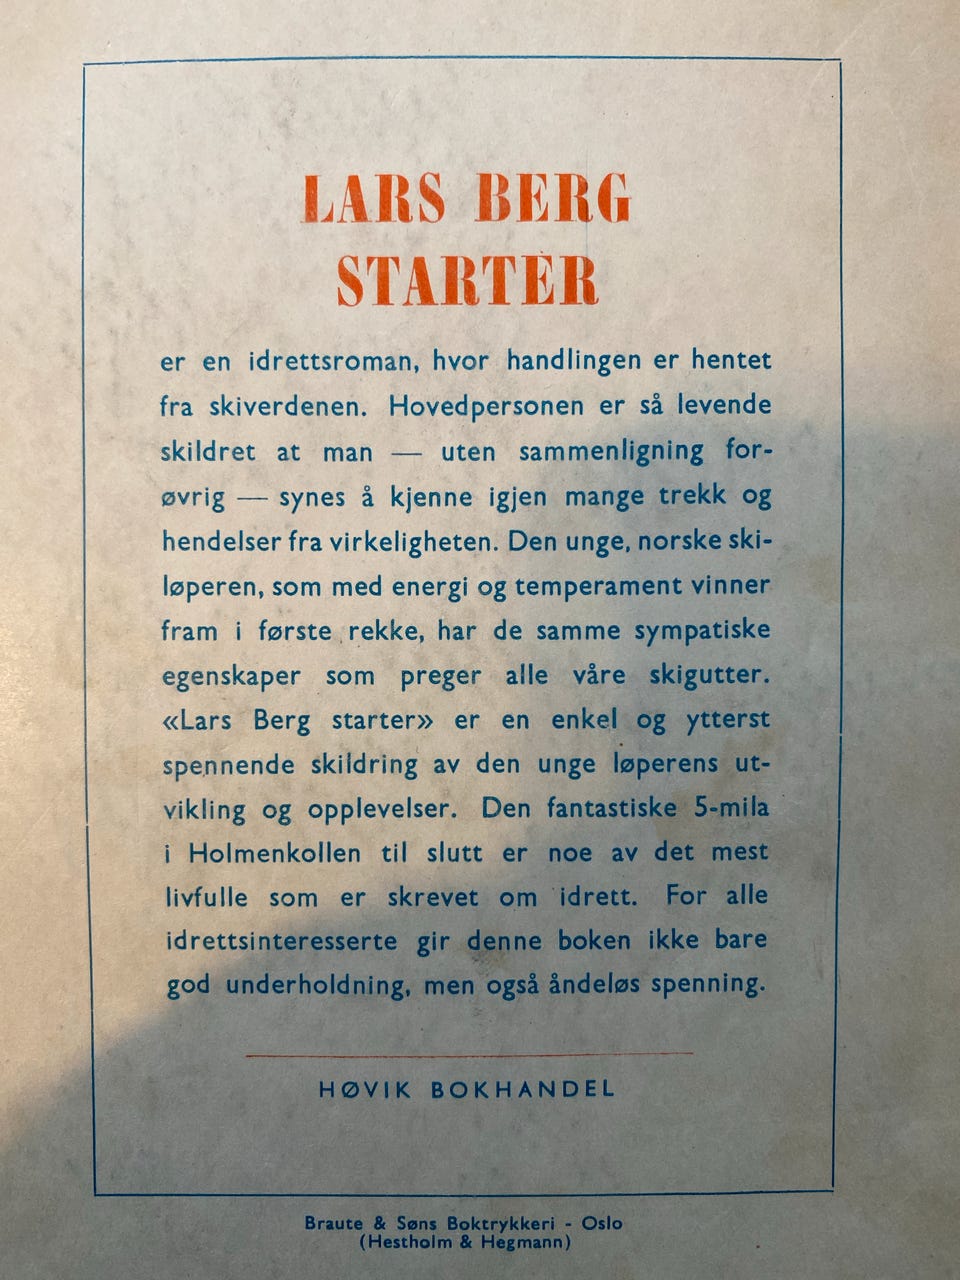 LARS BERG
STARTER
er en idrettsroman, hvor handlingen er hentet
fra skiverdenen. Hovedpersonen er så levende
skildret at man — uten sammenligning for-
øvrig — synes å kjenne igjen mange trekk og
hendelser fra virkeligheten. Den unge, norske ski-
løperen, som med energi og temperament vinner
fram i første rekke, har de samme sympatiske
egenskaper som preger alle våre skigutter.
«Lars Berg starter» er en enkel og ytterst
spennende skildring av den unge løperens ut-
vikling og opplevelser. Den fantastiske 5-mila
i Holmenkollen til slutt er noe av det mest
livfulle som er skrevet om idrett. For alle
idrettsinteresserte gir denne boken ikke bare
god underholdning, men også åndeløs spenning.
HØVIK BOKHANDEL
Braute & Søns Boktrykkeri - Oslo
(Hestholm & Hegmann)